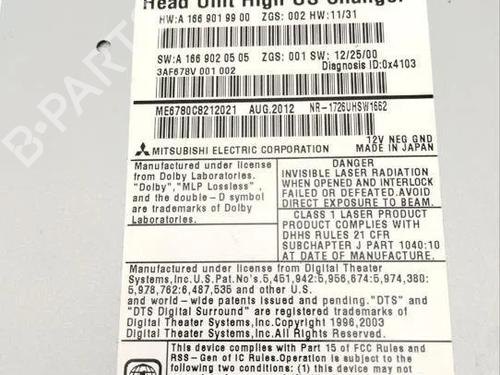 Head Unit High US Changer
HW:A 166 901 99 00 ZGS: 002 HW:11/31
SW:A 166 902 05 05 ZGS: 001 SW: 12/25/00
3AF678V 001 002 Diagnosis ID:0x4103
ME6780C8212021 AUG.2012 NR-1726UHSW1662
12V NEG GND
MITSUBISHI ELECTRIC CORPORATION MADE IN JAPAN
Manufactured under license
from Dolby Laboratories.
"Dolby","MLP Lossless" ,
and the double-D symbol
are trademarks of Dolby
Laboratories.
DANGER
INVISIBLE LASER RADIATION
WHEN OPENED AND INTERLOCK
FAILED OR DEFEATED.AVOID
DIRECT EXPOSURE TO BEAM.
CLASS 1 LASER PRODUCT
PRODUCT COMPLIES WITH
DHHS RULES 21 CFR
SUBCHAPTER J PART 1040:10
AT DATE OF MANUFACTURE.
Manufactured under license from Digital Theater
Systems,Inc.U.S.Pat.No's.5,451,942;5,956,674;5,974,380;
5,978,762;6,487,535 and other U.S.
and world-wide patents issued and pending."DTS" and
"DTS Digital Surround" are registered trademarks of
Digital Theater Systems,Inc.Copyright 1996,2003
Digital Theater Systems,Inc.All Rights Reserved.
This device complies with Part 15 of FCC Rules and
RSS-Gen of IC Rules.Operation is subject to the
following two conditions: (1) this device may not
B-PARTS